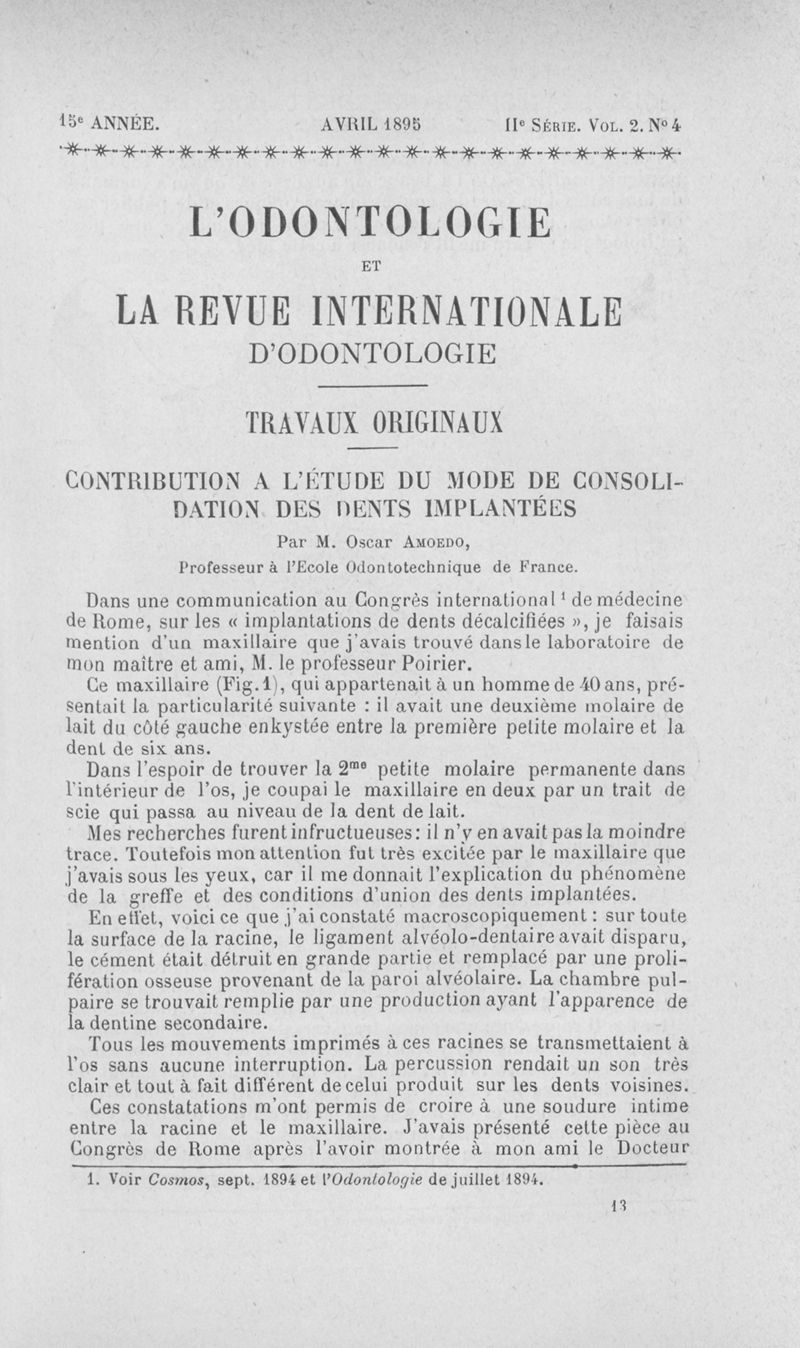 15e ANNÉE. AVRIL 1895 IIe SÉRIE. VOL. 2. No 4
L'ODONTOLOGIE
ET
LA REVUE INTERNATIONALE
D'ODONTOLOGIE
TRAVAUX ORIGINAUX
CONTRIBUTION A L'ÉTUDE DU MODE DE CONSOLI-
DATION DES DENTS IMPLANTÉES
Par M. Oscar AMOEDO,
Professeur à l'Ecole Odontotechnique de France.
Dans une communication au Congrès international 1 de médecine
de Rome, sur les « implantations de dents décalcifiées », je faisais
mention d'un maxillaire que j'avais trouvé dans le laboratoire de
mon maître et ami, M. le professeur Poirier.
Ce maxillaire (Fig. 1), qui appartenait à un homme de 40 ans, pré-
sentait la particularité suivante : il avait une deuxième molaire de
lait du côté gauche enkystée entre la première petite molaire et la
dent de six ans.
Dans l'espoir de trouver la 2me petite molaire permanente dans
l'intérieur de l'os, je coupai le maxillaire en deux par un trait de
scie qui passa au niveau de la dent de lait.
Mes recherches furent infructueuses: il n'y en avait pas la moindre
trace. Toutefois mon attention fut très excitée par le maxillaire que
j'avais sous les yeux, car il me donnait l'explication du phénomène
de la greffe et des conditions d'union des dents implantées.
En effet, voici ce que j'ai constaté macroscopiquement : sur toute
la surface de la racine, le ligament alvéolo-dentaire avait disparu,
le cément était détruit en grande partie et remplacé par une proli-
fération osseuse provenant de la paroi alvéolaire. La chambre pul-
paire se trouvait remplie par une production ayant l'apparence de
la dentine secondaire.
Tous les mouvements imprimés à ces racines se transmettaient à
l'os sans aucune interruption. La percussion rendait un son très
clair et tout à fait différent de celui produit sur les dents voisines.
Ces constatations m'ont permis de croire à une soudure intime
entre la racine et le maxillaire. J'avais présenté cette pièce au
Congrès de Rome après l'avoir montrée à mon ami le Docteur
1. Voir Cosmos, sept. 1894 et l'Odontologie de juillet 1894.
13